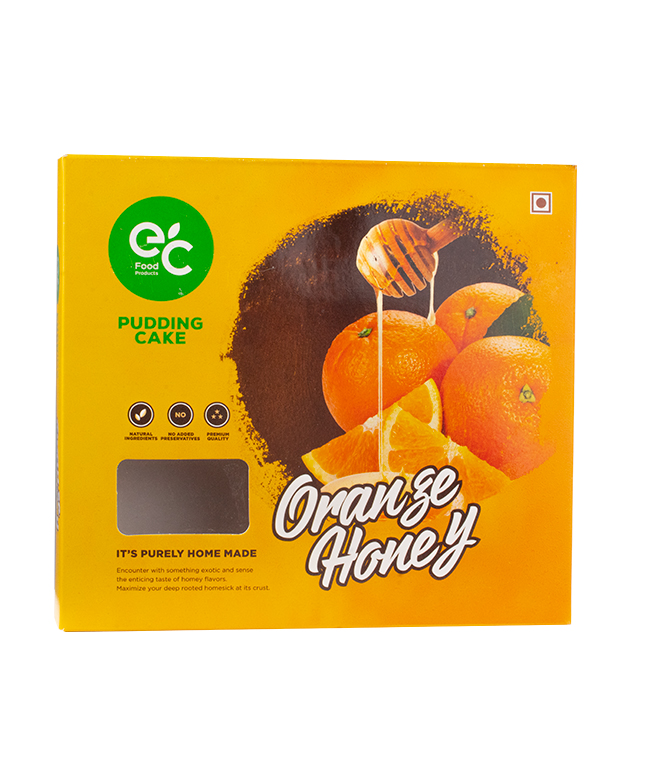 ec
Food
Products
PUDDING
CAKE
NATURAL
INGREDIENTS
NO
NO ADDED
PRESERVATIVES
PREMIUM
QUALITY
Orange
Honey
IT'S PURELY HOME MADE
Encounter with something exotic and sense
the enticing taste of homey flavors.
Maximize your deep rooted homesick at its crust.